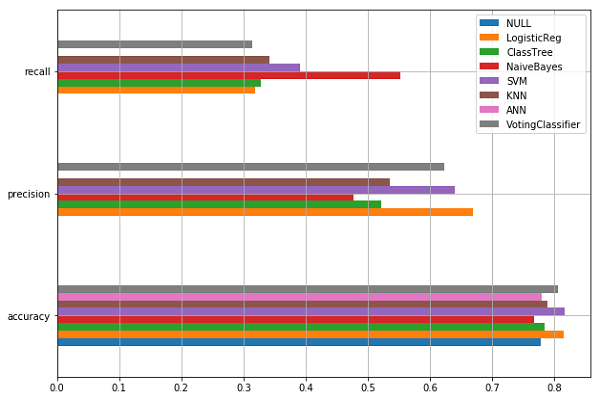 NULL
LogisticReg
ClassTree
NaiveBayes
SVM
KNN
ANN
VotingClassifier
recall
precision
accuracy
0.0 0.1 0.2 0.3 0.4 0.5 0.6 0.7 0.8